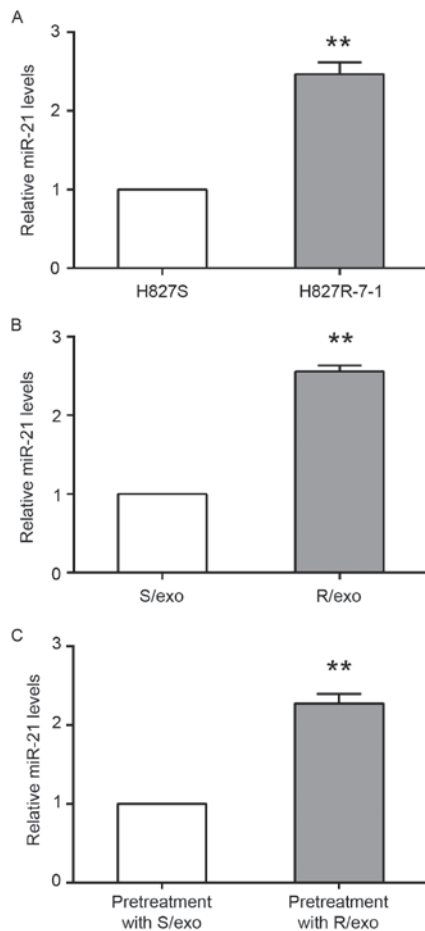 A
Relative miR-21 levels
3
2
1
0
**
H827S
H827R-7-1
B
Relative miR-21 levels
3
2
1
0
**
S/exo
R/exo
C
Relative miR-21 levels
3
2
1
0
**
Pretreatment
with S/exo
Pretreatment
with R/exo